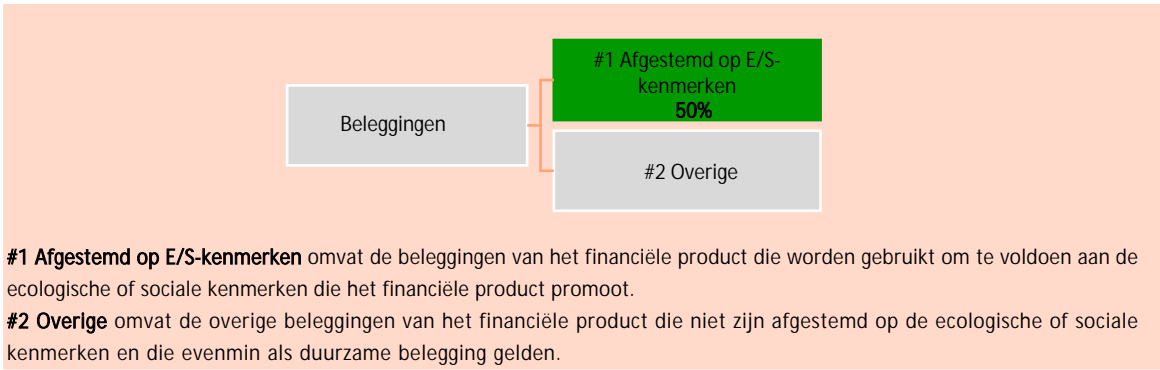 #1 Afgestemd op E/S-
kenmerken
50%
Beleggingen
#2 Overige
#1 Afgestemd op E/S-kenmerken omvat de beleggingen van het financiële product die worden gebruikt om te voldoen aan de
ecologische of sociale kenmerken die het financiële product promoot.
#2 Overige omvat de overige beleggingen van het financiële product die niet zijn afgestemd op de ecologische of sociale
kenmerken en die evenmin als duurzame belegging gelden.